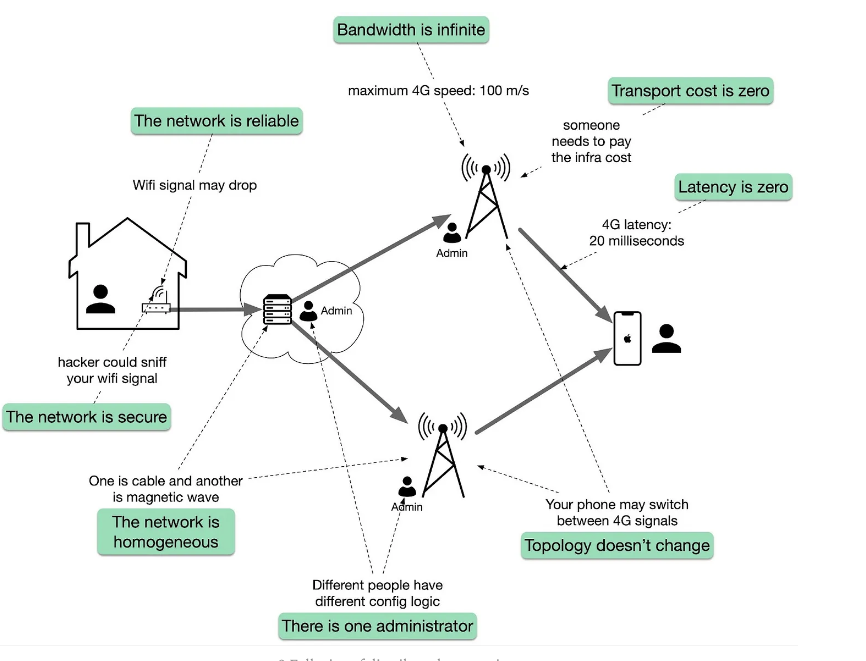 Bandwidth is infinite
maximum 4G speed: 100 m/s
Transport cost is zero
someone
needs to pay
the infra cost
The network is reliable
Wifi signal may drop
Latency is zero
4G latency:
20 milliseconds
Admin
Admin
hacker could sniff
your wifi signal
The network is secure
One is cable and another
is magnetic wave
The network is
homogeneous
Admin
Your phone may switch
between 4G signals
Topology doesn't change
Different people have
different config logic
There is one administrator